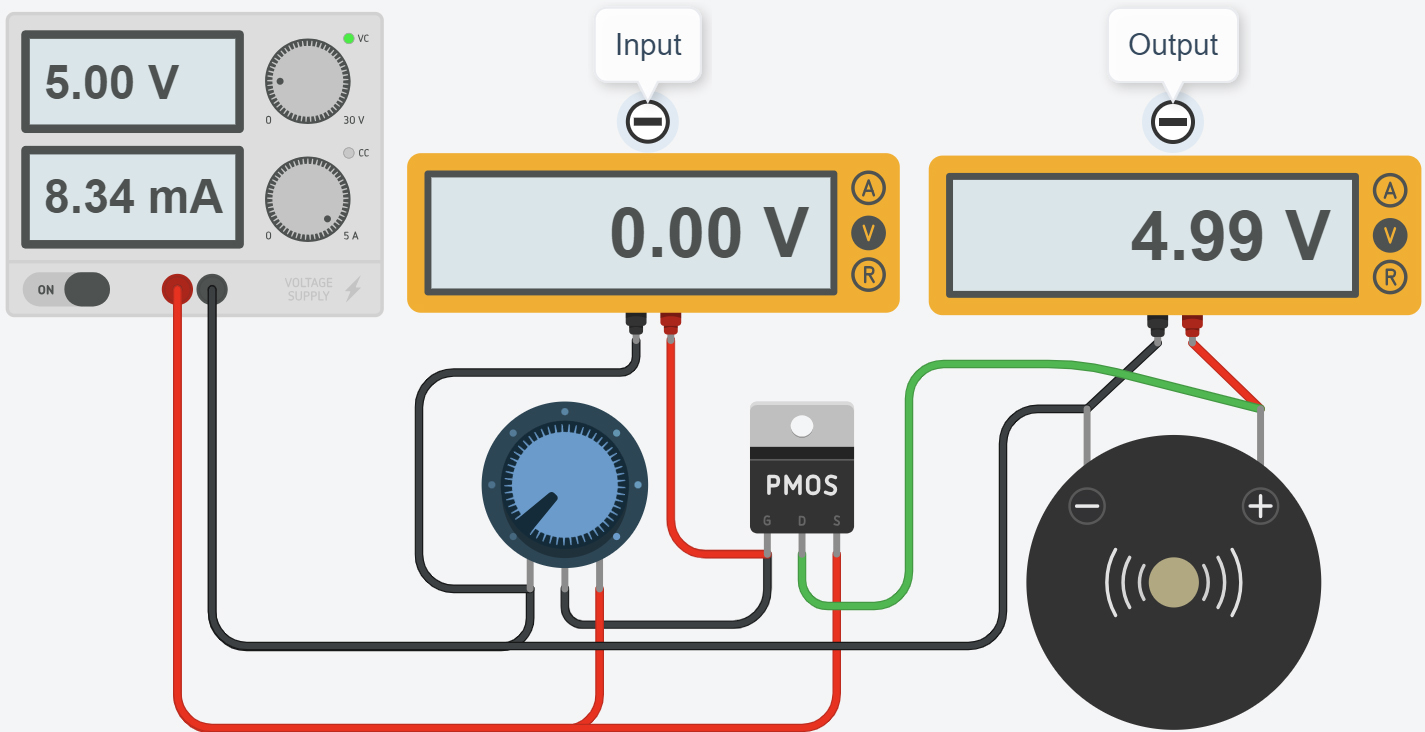 Input
Output
5.00 V
VC
0
30 V
8.34 mA
CC
0
5 A
ON
VOLTAGE
SUPPLY
0.00 V
A
V
R
4.99 V
A
V
R
PMOS
G D S
− +